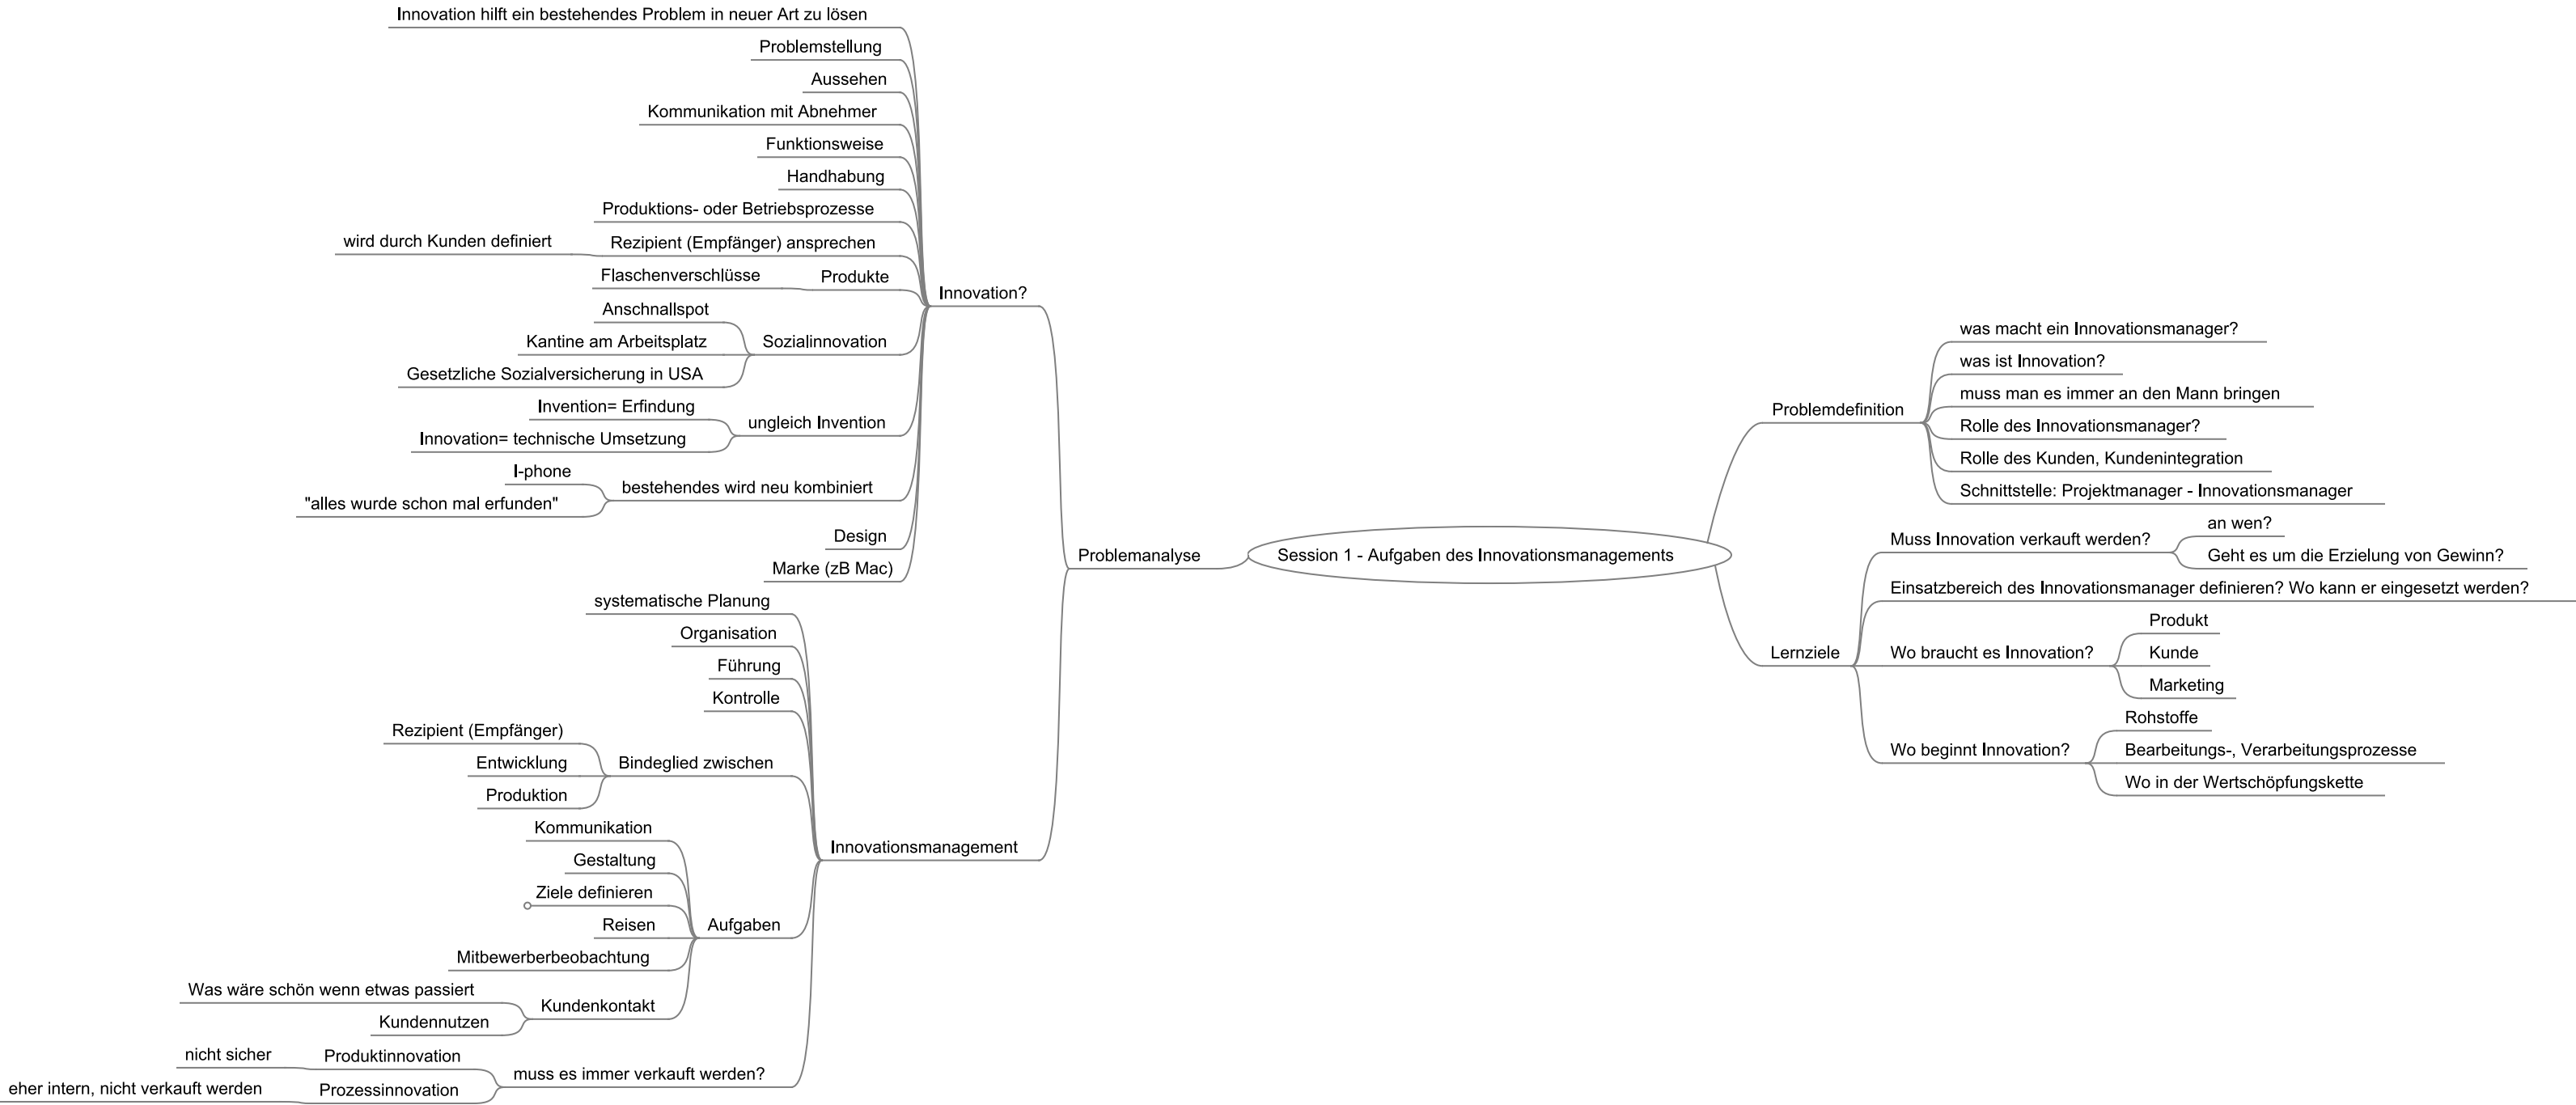 Session 1 - Aufgaben des Innovationsmanagements
Problemdefinition
was macht ein Innovationsmanager?
was ist Innovation?
muss man es immer an den Mann bringen
Rolle des Innovationsmanager?
Rolle des Kunden, Kundenintegration
Schnittstelle: Projektmanager - Innovationsmanager
Lernziele
Muss Innovation verkauft werden?
an wen?
Geht es um die Erzielung von Gewinn?
Einsatzbereich des Innovationsmanager definieren? Wo kann er eingesetzt werden?
Wo braucht es Innovation?
Produkt
Kunde
Marketing
Wo beginnt Innovation?
Rohstoffe
Bearbeitungs-, Verarbeitungsprozesse
Wo in der Wertschöpfungskette
Problemanalyse
Innovation?
Innovation hilft ein bestehendes Problem in neuer Art zu lösen
Problemstellung
Aussehen
Kommunikation mit Abnehmer
Funktionsweise
Handhabung
Produktions- oder Betriebsprozesse
Rezipient (Empfänger) ansprechen
wird durch Kunden definiert
Produkte
Flaschenverschlüsse
Sozialinnovation
Anschnallspot
Kantine am Arbeitsplatz
Gesetzliche Sozialversicherung in USA
ungleich Invention
Invention= Erfindung
Innovation= technische Umsetzung
bestehendes wird neu kombiniert
I-phone
"alles wurde schon mal erfunden"
Design
Marke (zB Mac)
Innovationsmanagement
systematische Planung
Organisation
Führung
Kontrolle
Bindeglied zwischen
Rezipient (Empfänger)
Entwicklung
Produktion
Aufgaben
Kommunikation
Gestaltung
Ziele definieren
Reisen
Mitbewerberbeobachtung
Kundenkontakt
Was wäre schön wenn etwas passiert
Kundennutzen
muss es immer verkauft werden?
Produktinnovation
nicht sicher
Prozessinnovation
eher intern, nicht verkauft werden